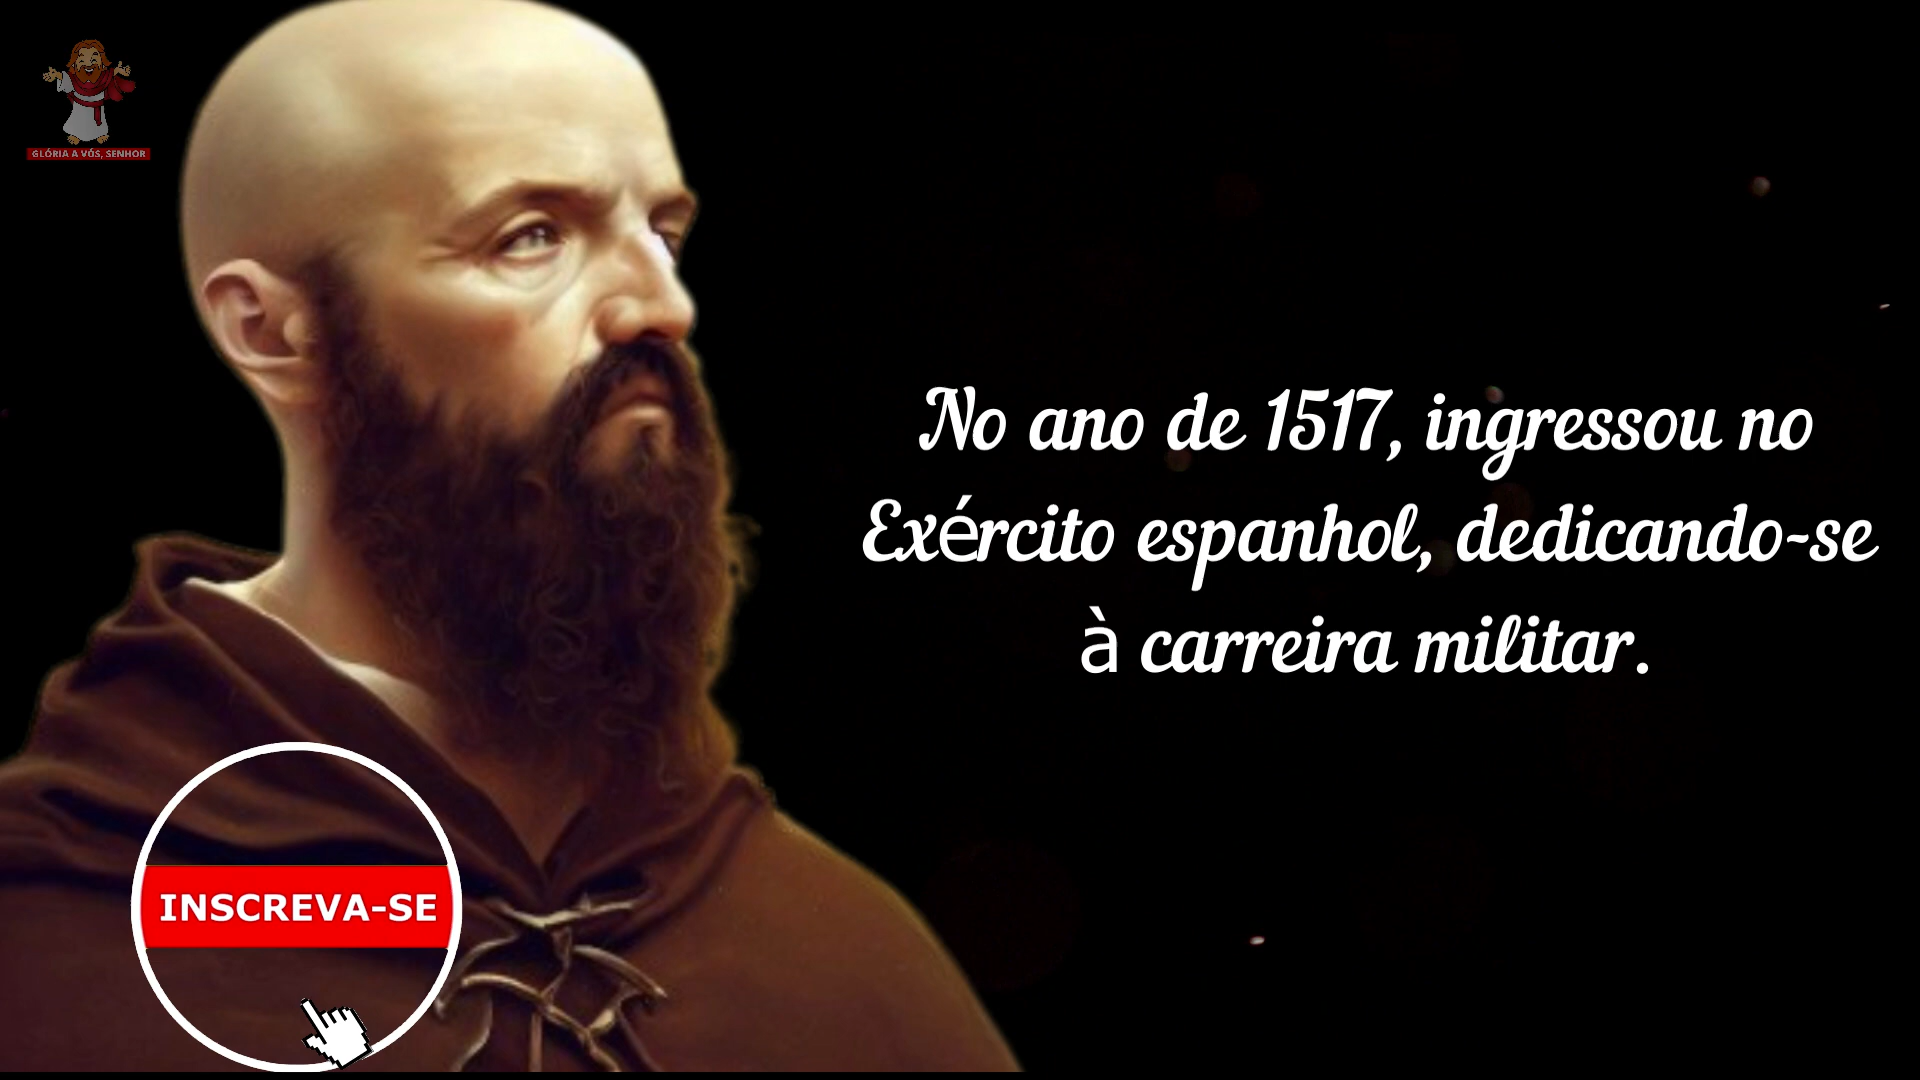 GLÓRIA A VÓS, SENHOR
No ano de 1517, ingressou no
Exército espanhol, dedicando-se
à carreira militar.
INSCREVA-SE